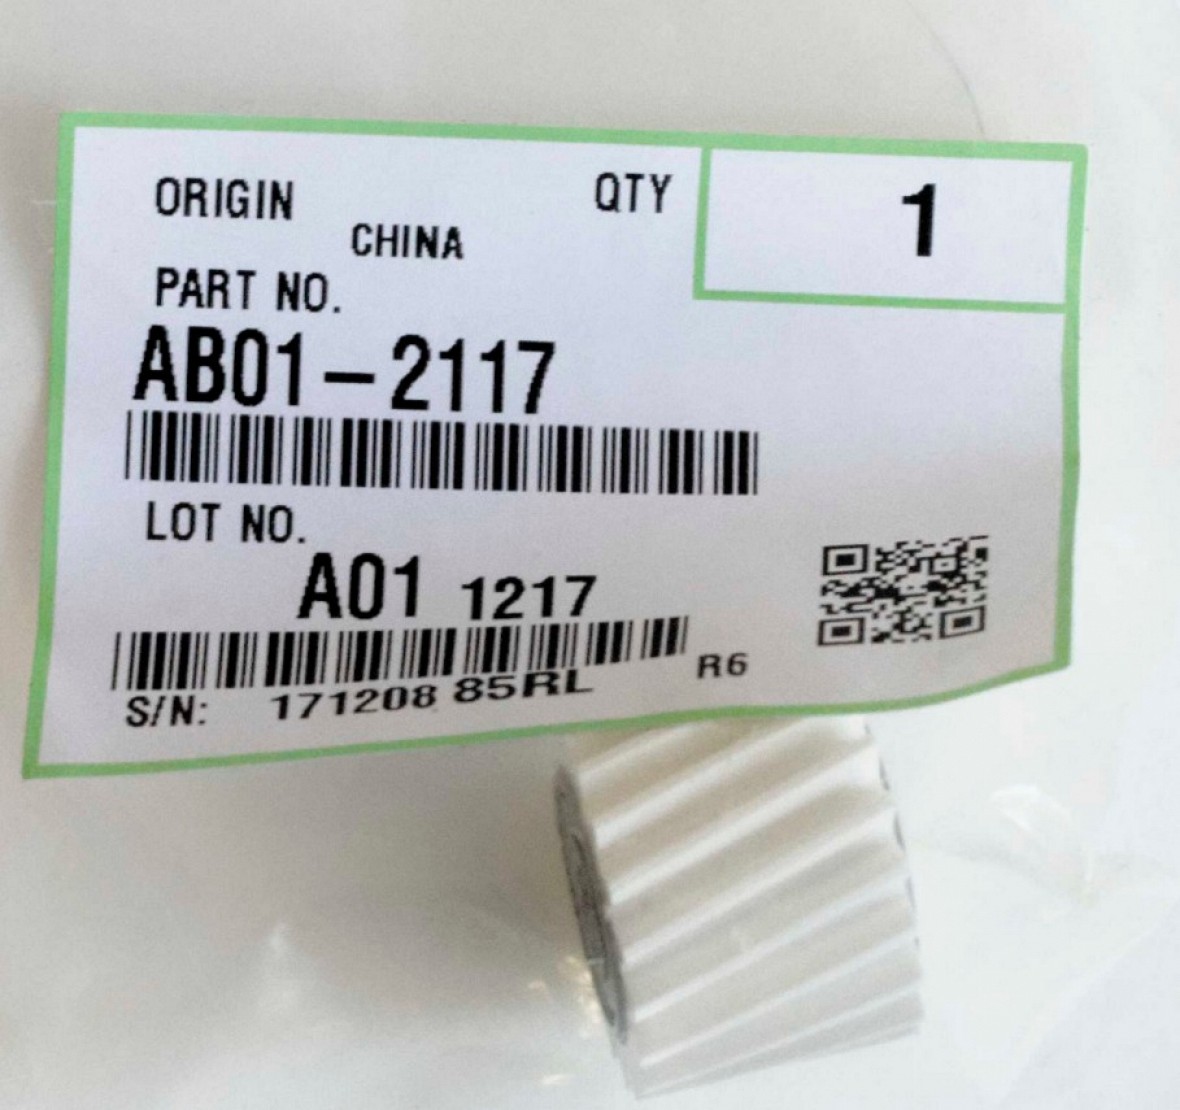 ORIGIN QTY 1
CHINA
PART NO.
AB01-2117
LOT NO.
A01 1217
R6
S/N: 171208 85RL